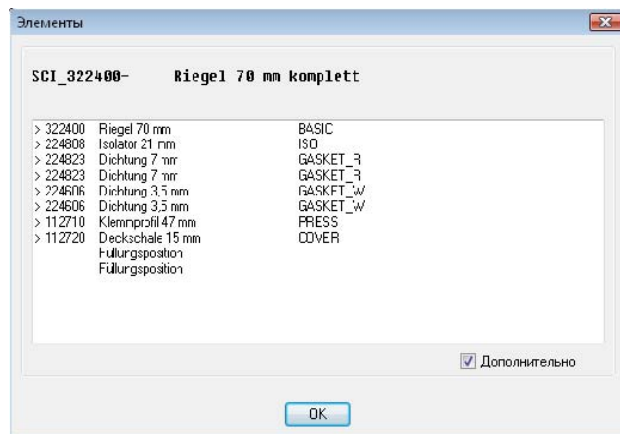 Элементы
SCI_322400- Riegel 70 mm komplett
> 322400 Riegel 70 mm BASIC
> 224808 Isolator 21 mm ISO
> 224823 Dichtung 7 mm GASKET_R
> 224823 Dichtung 7 mm GASKET_R
> 224606 Dichtung 3,5 mm GASKET_W
> 224606 Dichtung 3,5 mm GASKET_W
> 112710 Klemmprofil 47 mm PRESS
> 112720 Deckschale 15 mm COVER
Füllungsposition
Füllungsposition
Дополнительно
OK